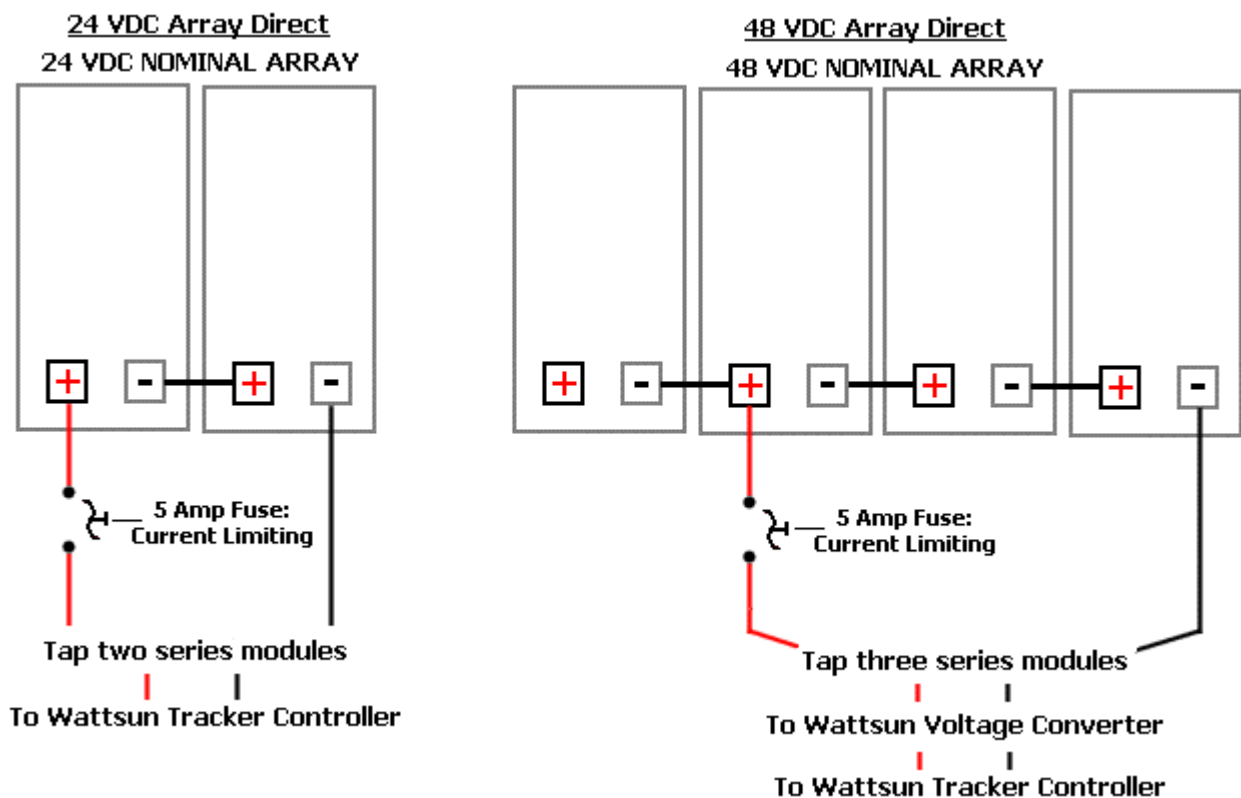 24 VDC Array Direct
24 VDC NOMINAL ARRAY
+ - + -
5 Amp Fuse:
Current Limiting
Tap two series modules
To Wattsun Tracker Controller
48 VDC Array Direct
48 VDC NOMINAL ARRAY
+ - + - + - + -
5 Amp Fuse:
Current Limiting
Tap three series modules
To Wattsun Voltage Converter
To Wattsun Tracker Controller